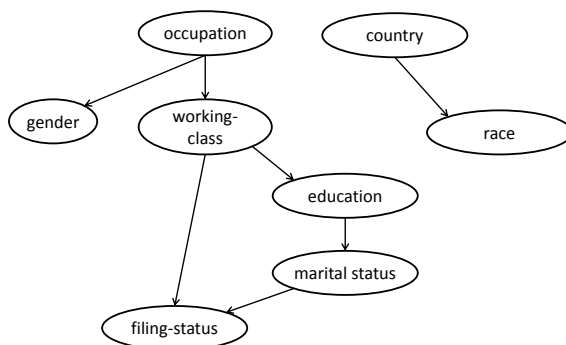 occupation
country
gender
working-
class
race
education
marital status
filing-status